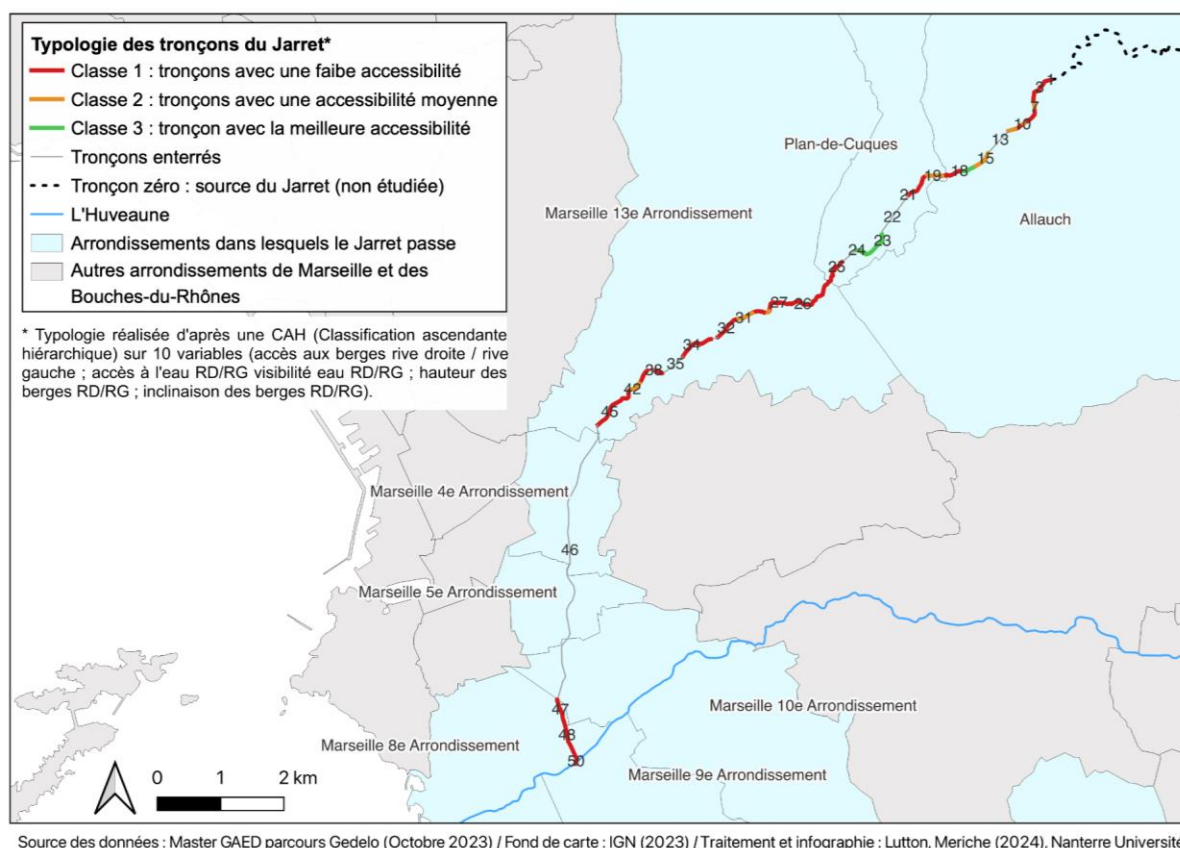 Typologie des tronçons du Jarret*
Classe 1 : tronçons avec une faibe accessibilité
Classe 2 : tronçons avec une accessibilité moyenne
Classe 3 : tronçon avec la meilleure accessibilité
Tronçons enterrés
Tronçon zéro : source du Jarret (non étudiée)
L'Huveaune
Arrondissements dans lesquels le Jarret passe
Autres arrondissements de Marseille et des
Bouches-du-Rhônes
* Typologie réalisée d'après une CAH (Classification ascendante
hiérarchique) sur 10 variables (accès aux berges rive droite / rive
gauche ; accès à l'eau RD/RG visibilité eau RD/RG ; hauteur des
berges RD/RG ; inclinaison des berges RD/RG).
1
3
7
10
13
Plan-de-Cuques
15
18
19
21
Marseille 13e Arrondissement
22
Allauch
23
24
25
26
27
31
32
34
35
38
42
45
Marseille 4e Arrondissement
46
Marseille 5e Arrondissement
47
Marseille 10e Arrondissement
48
Marseille 8e Arrondissement
50
Marseille 9e Arrondissement
0 1 2 km
Source des données : Master GAED parcours Gedelo (Octobre 2023) / Fond de carte : IGN (2023) / Traitement et infographie : Lutton, Meriche (2024), Nanterre Université